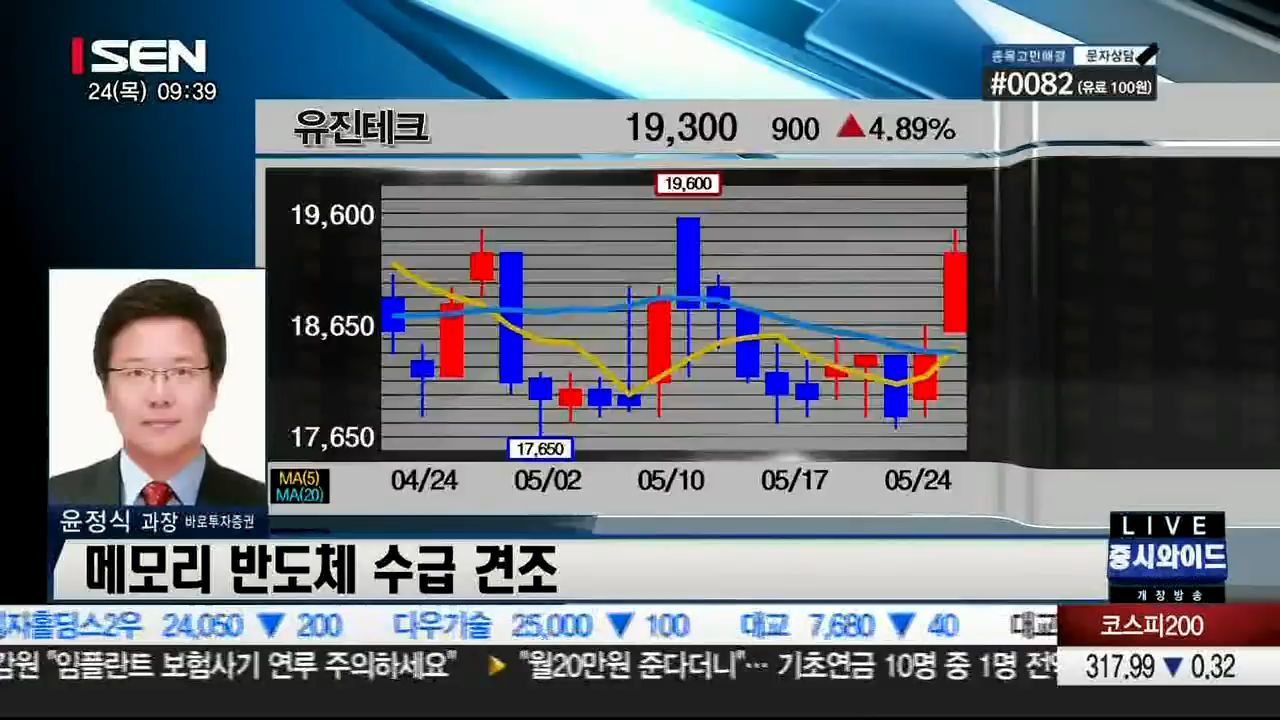 SEN
24(목) 09:39
종목고민해결 문자상담
#0082 (유료 100원)
유진테크 19,300 900 ▲4.89%
19,600
19,600
18,650
17,650
17,650
MA(5)
MA(20)
04/24 05/02 05/10 05/17 05/24
윤정식 과장 바로투자증권
메모리 반도체 수급 견조
LIVE
증시와이드
개장방송
홀딩스2우 24,050 ▼ 200 다우기술 25,000 ▼ 100 대교 7,680 ▼ 40
코스피200
감원 "임플란트 보험사기 연루 주의하세요" ▶ "월20만원 준다더니"… 기초연금 10명 중 1명
317.99 ▼ 0.32